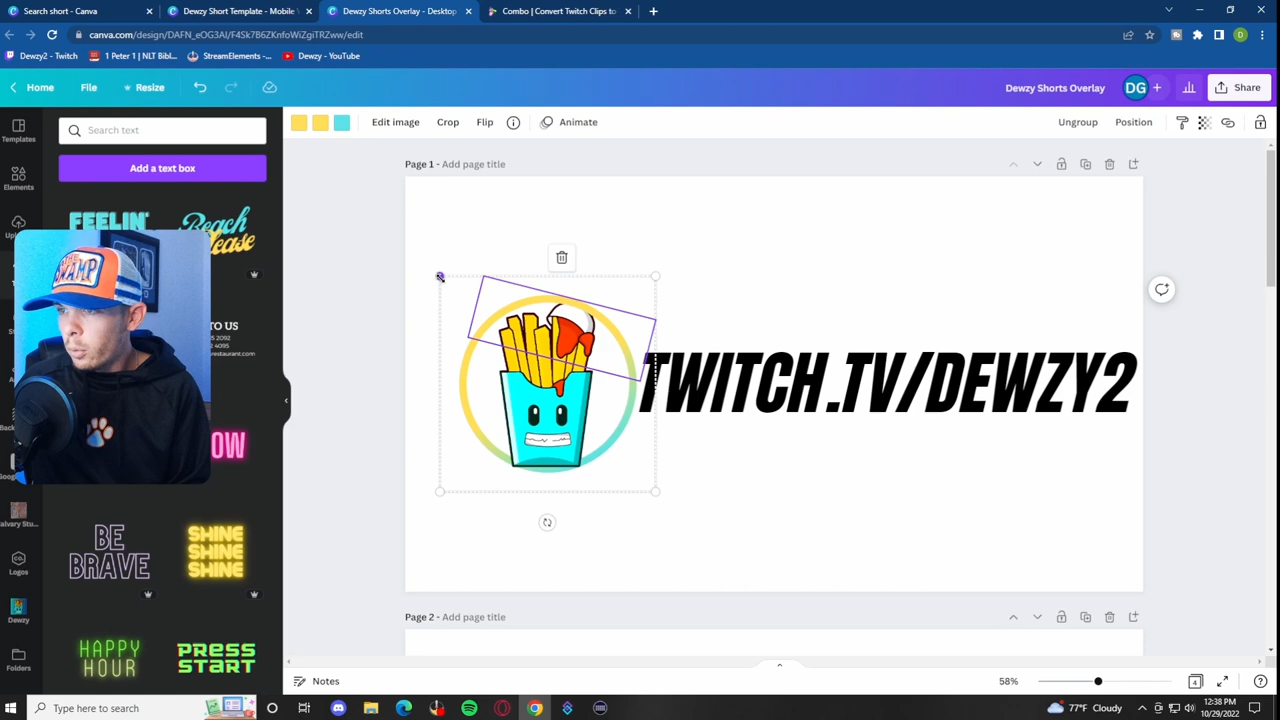 Search short - Canva
Dewzy Short Template - Mobile
Dewzy Shorts Overlay - Desktop
Combo | Convert Twitch Clips to
canva.com/design/DAFN_eOG3AI/F4Sk7B6ZKnfoWiZgiTRZww/edit
Dewzy2 - Twitch
1 Peter 1 | NLT Bibl...
StreamElements -...
Dewzy - YouTube
Home
File
Resize
Dewzy Shorts Overlay
DG
Share
Templates
Elements
Logos
Dewzy
Folders
Search text
Add a text box
FEELIN'
Beach
BE
BRAVE
SHINE
SHINE
SHINE
HAPPY
HOUR
PRESS
START
Edit image
Crop
Flip
Animate
Ungroup
Position
Page 1 - Add page title
TWITCH.TV/DEWZY2
THE
SWAMP
Page 2 - Add page title
Notes
58%
4
Type here to search
77°F Cloudy
12:38 PM
10/29/2022